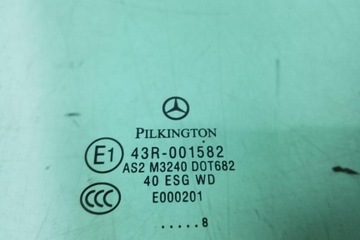 PILKINGTON
E1 43R-001582
AS2 M3240 DOT682
40 ESG WD
CCC E000201
.....8